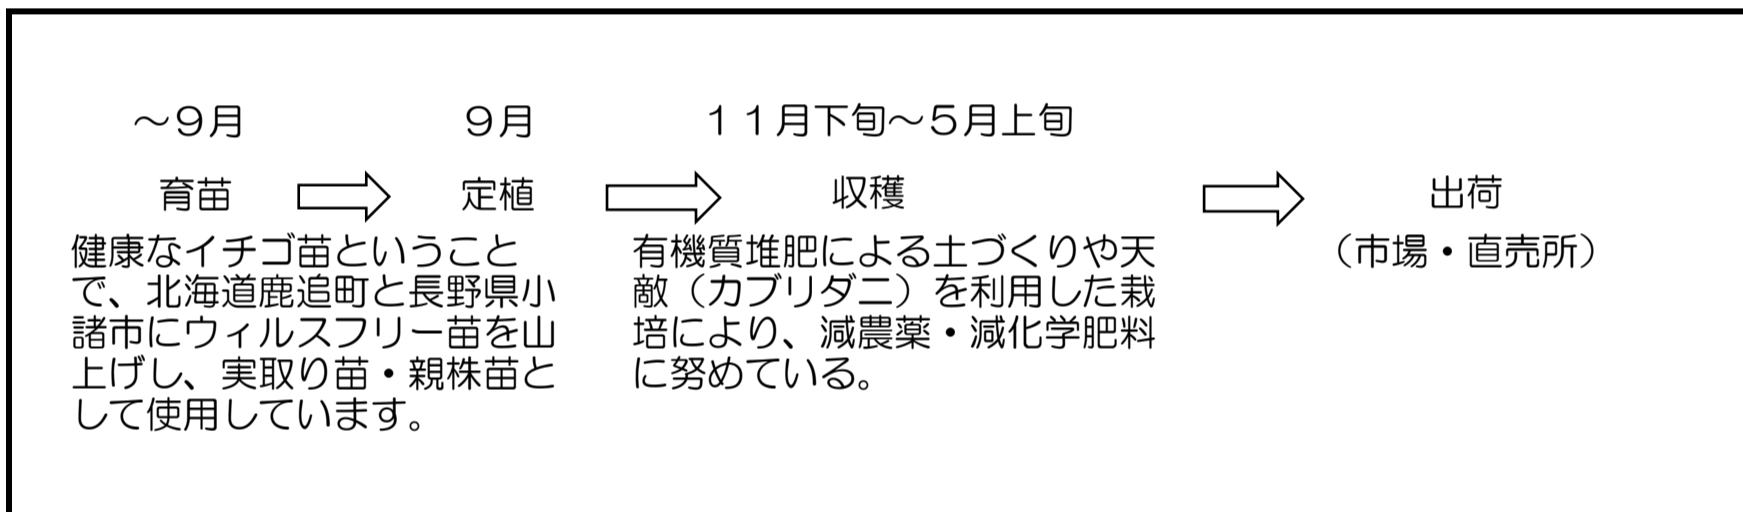 ～９月
９月
１１月下旬～５月上旬
育苗
定植
収穫
出荷
健康なイチゴ苗ということ
で、北海道鹿追町と長野県小
諸市にウィルスフリー苗を山
上げし、実取り苗・親株苗と
して使用しています。
有機質堆肥による土づくりや天
敵（カブリダニ）を利用した栽
培により、減農薬・減化学肥料
に努めている。
（市場・直売所）